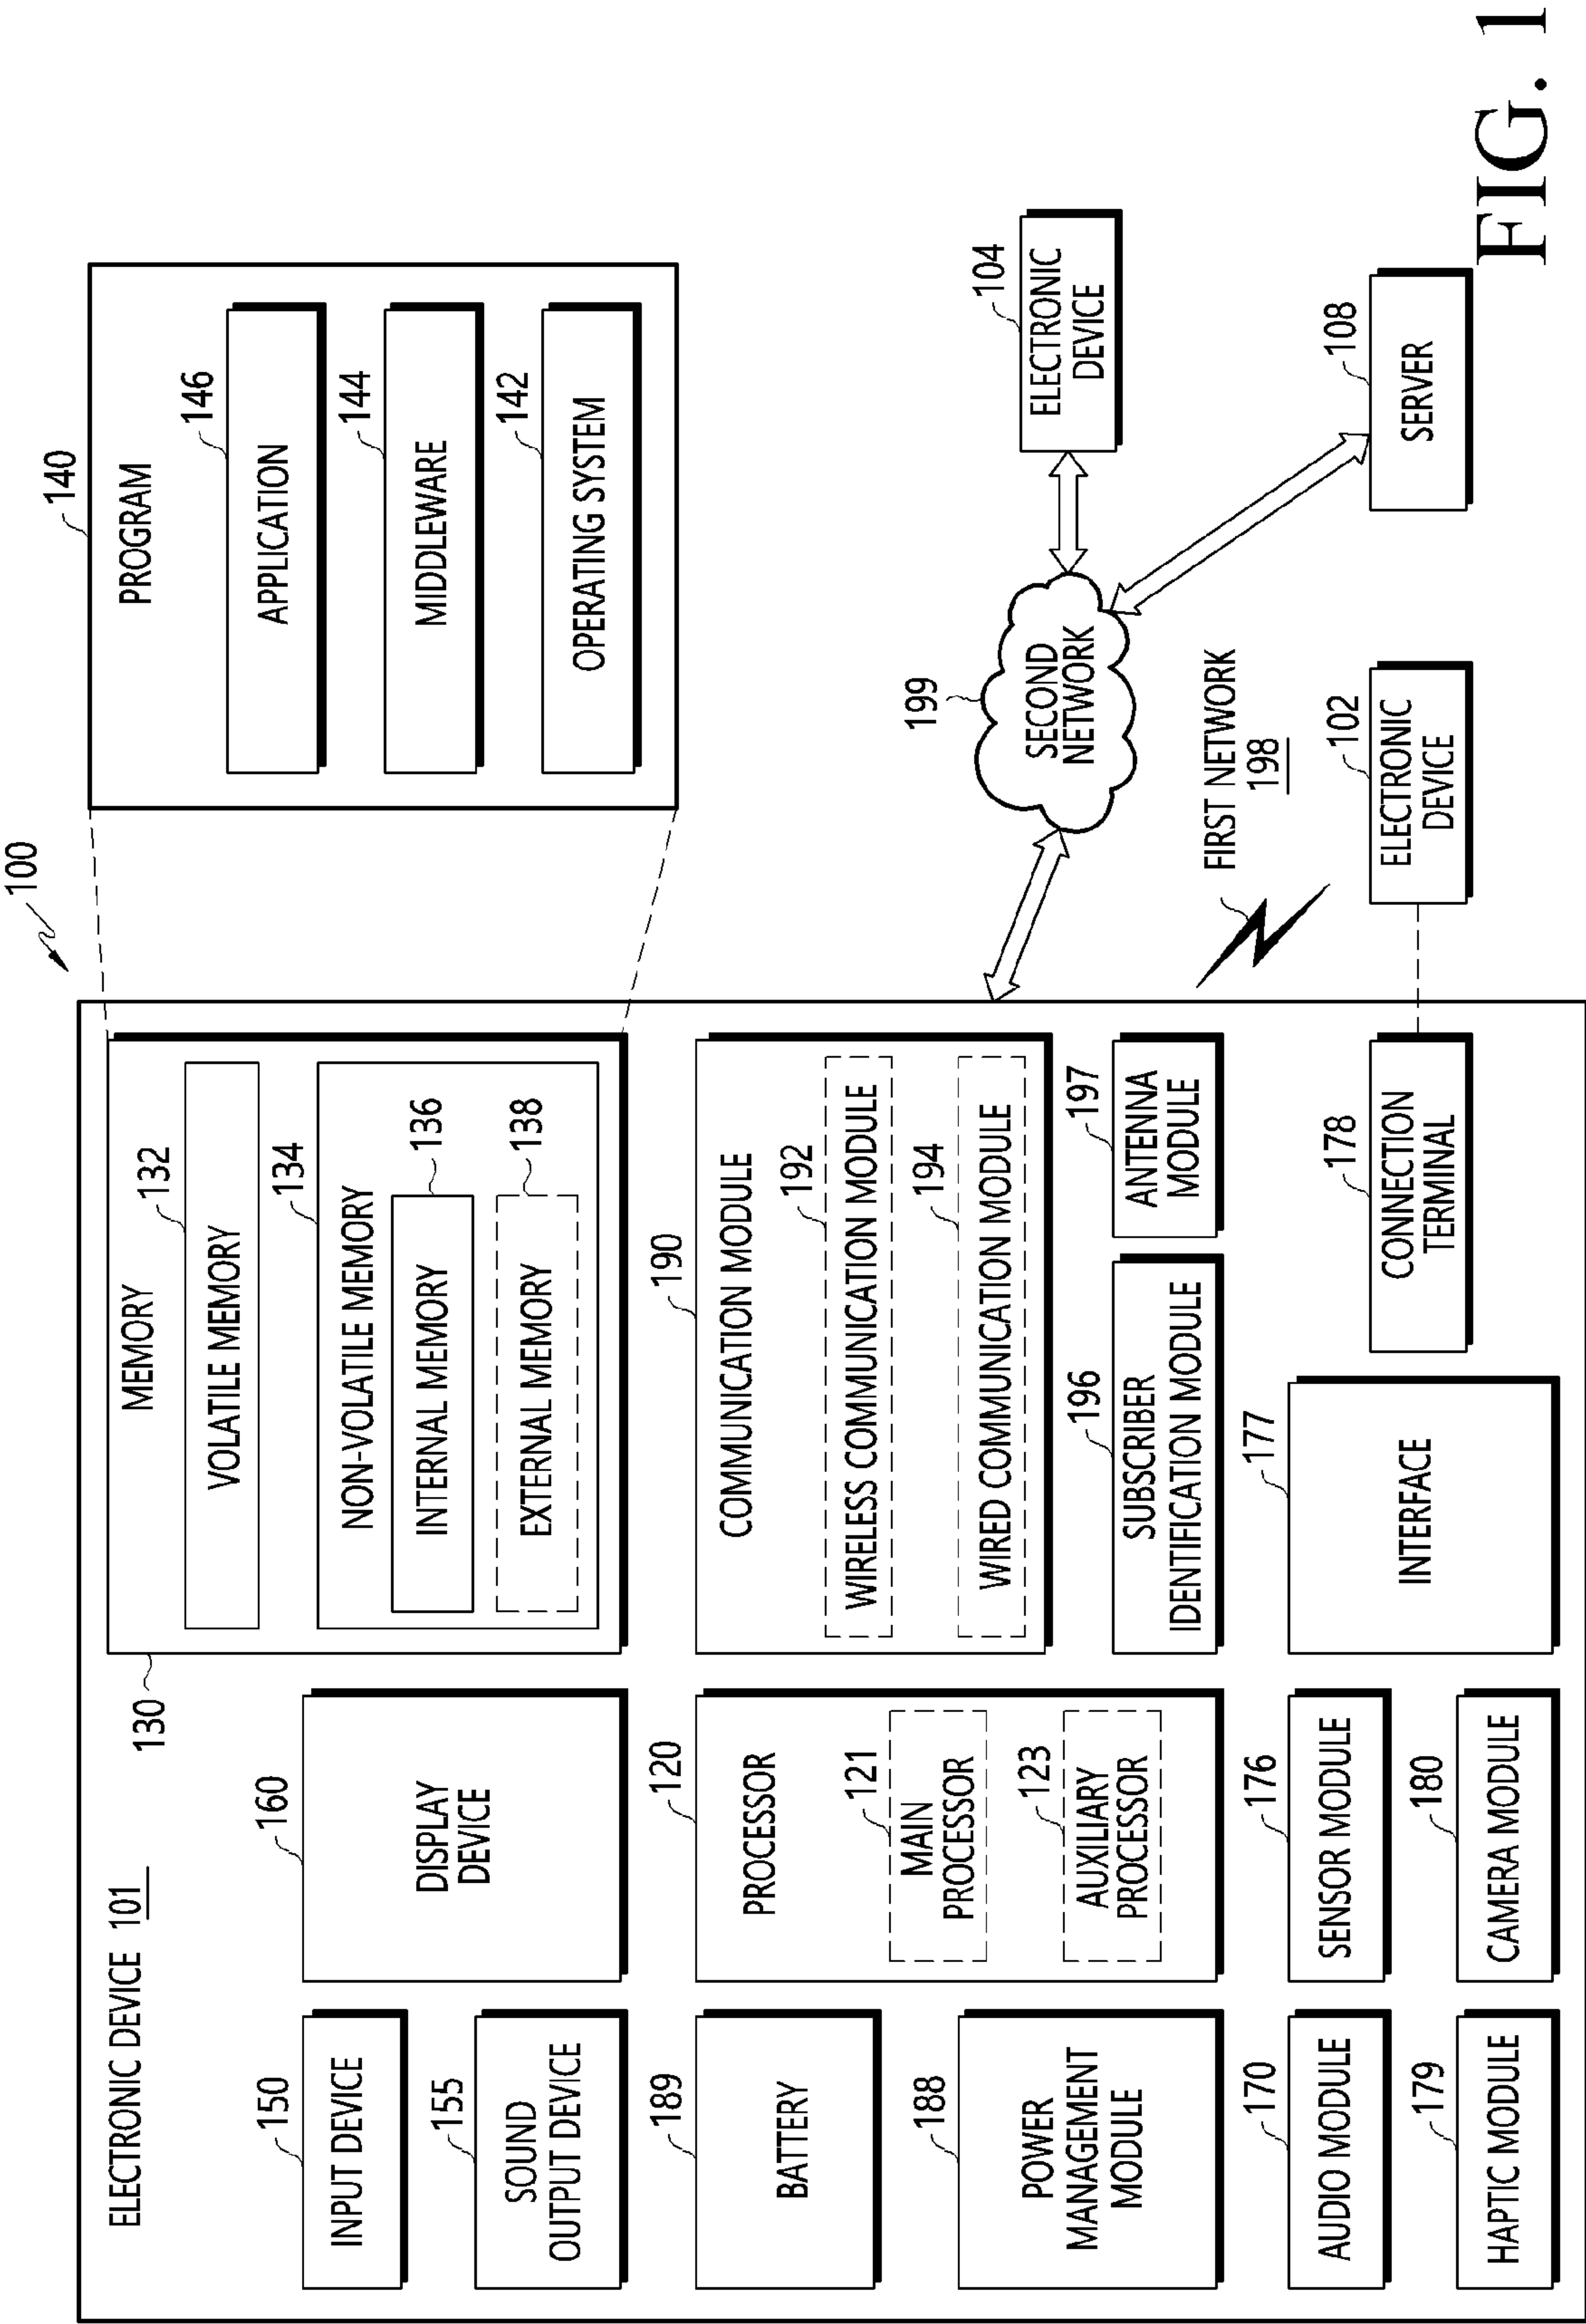 100
ELECTRONIC DEVICE 101
130
MEMORY
132
VOLATILE MEMORY
134
NON-VOLATILE MEMORY
136
INTERNAL MEMORY
138
EXTERNAL MEMORY
140
PROGRAM
146
APPLICATION
144
MIDDLEWARE
142
OPERATING SYSTEM
150
INPUT DEVICE
155
SOUND
OUTPUT DEVICE
160
DISPLAY
DEVICE
189
BATTERY
188
POWER
MANAGEMENT
MODULE
120
PROCESSOR
121
MAIN
PROCESSOR
123
AUXILIARY
PROCESSOR
190
COMMUNICATION MODULE
192
WIRELESS COMMUNICATION MODULE
194
WIRED COMMUNICATION MODULE
196
SUBSCRIBER
IDENTIFICATION MODULE
197
ANTENNA
MODULE
170
AUDIO MODULE
176
SENSOR MODULE
177
INTERFACE
178
CONNECTION
TERMINAL
179
HAPTIC MODULE
180
CAMERA MODULE
199
SECOND
NETWORK
104
ELECTRONIC
DEVICE
FIRST NETWORK
198
108
SERVER
102
ELECTRONIC
DEVICE
FIG. 1